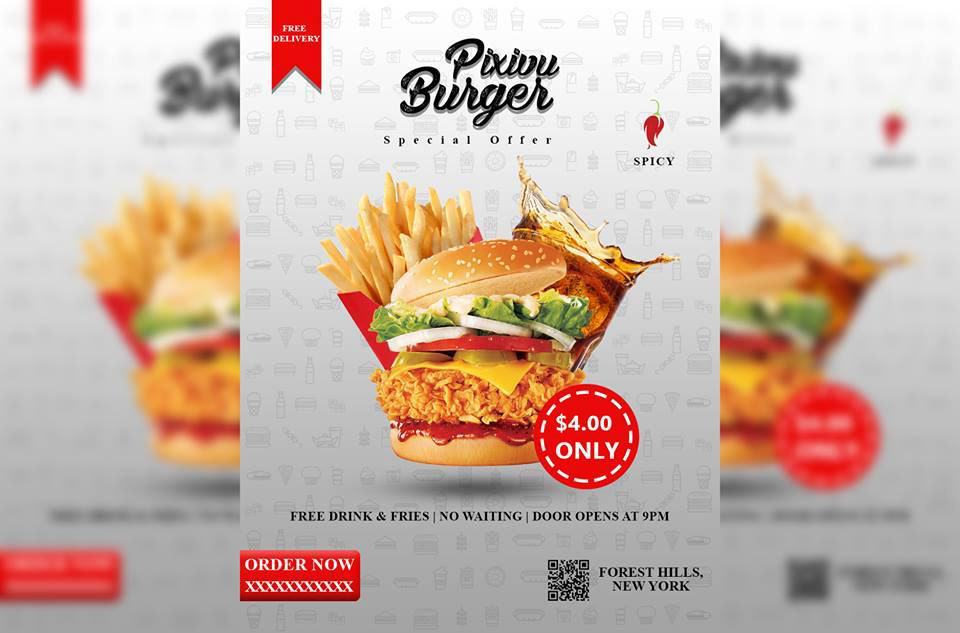 FREE
DELIVERY
Pixivu
Burger
Special Offer
SPICY
$4.00
ONLY
FREE DRINK & FRIES | NO WAITING | DOOR OPENS AT 9PM
ORDER NOW
XXXXXXXXXXX
FOREST HILLS,
NEW YORK